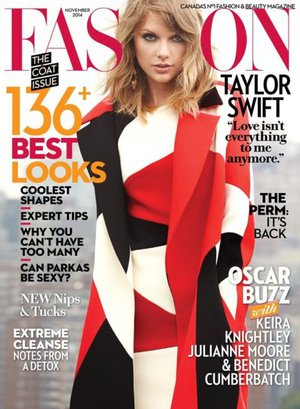 NOVEMBER
2014
CANADA'S Nº1 FASHION & BEAUTY MAGAZINE
FASHION
THE
COAT
ISSUE
136+
BEST
LOOKS
COOLEST
SHAPES
EXPERT TIPS
WHY YOU
CAN'T HAVE
TOO MANY
CAN PARKAS
BE SEXY?
NEW Nips
& Tucks
EXTREME
CLEANSE
NOTES FROM
A DETOX
TAYLOR
SWIFT
"Love isn't
everything
to me
anymore."
THE
PERM:
IT'S
BACK
OSCAR
BUZZ
with
KEIRA
KNIGHTLEY
JULIANNE MOORE
& BENEDICT
CUMBERBATCH